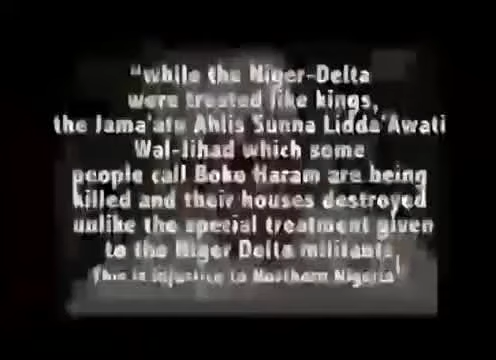 "while the Niger-Delta
were treated like kings,
the Jama'atu Ahlis Sunna Lidda'Awati
Wal-Jihad which some
people call Boko Haram are being
killed and their houses destroyed
unlike the special treatment given
to the Niger Delta militants,
This is injustice to Northern Nigeria"